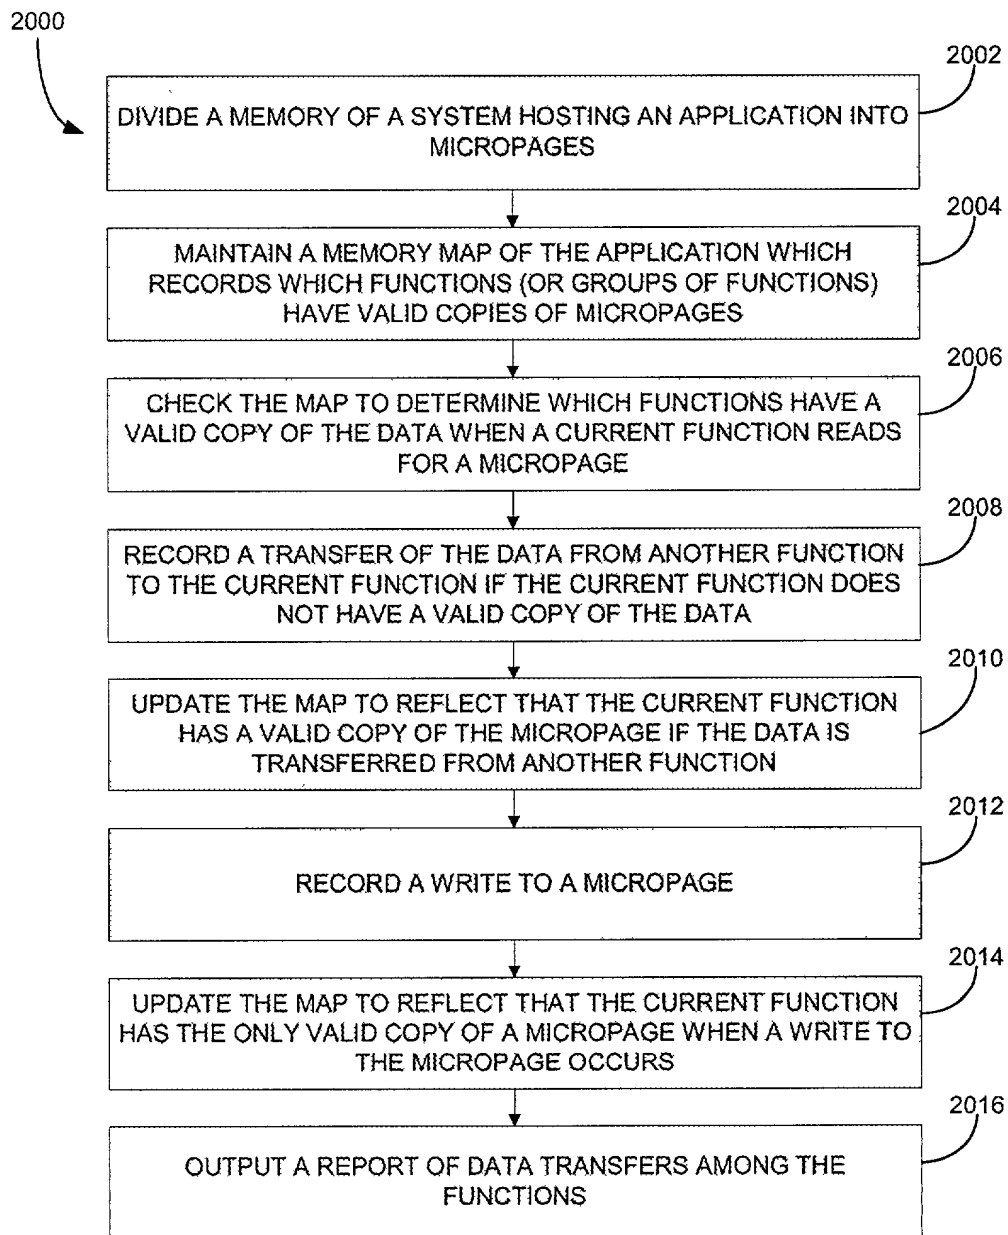 2000
2002
DIVIDE A MEMORY OF A SYSTEM HOSTING AN APPLICATION INTO
MICROPAGES
2004
MAINTAIN A MEMORY MAP OF THE APPLICATION WHICH
RECORDS WHICH FUNCTIONS (OR GROUPS OF FUNCTIONS)
HAVE VALID COPIES OF MICROPAGES
2006
CHECK THE MAP TO DETERMINE WHICH FUNCTIONS HAVE A
VALID COPY OF THE DATA WHEN A CURRENT FUNCTION READS
FOR A MICROPAGE
2008
RECORD A TRANSFER OF THE DATA FROM ANOTHER FUNCTION
TO THE CURRENT FUNCTION IF THE CURRENT FUNCTION DOES
NOT HAVE A VALID COPY OF THE DATA
2010
UPDATE THE MAP TO REFLECT THAT THE CURRENT FUNCTION
HAS A VALID COPY OF THE MICROPAGE IF THE DATA IS
TRANSFERRED FROM ANOTHER FUNCTION
2012
RECORD A WRITE TO A MICROPAGE
2014
UPDATE THE MAP TO REFLECT THAT THE CURRENT FUNCTION
HAS THE ONLY VALID COPY OF A MICROPAGE WHEN A WRITE TO
THE MICROPAGE OCCURS
2016
OUTPUT A REPORT OF DATA TRANSFERS AMONG THE
FUNCTIONS